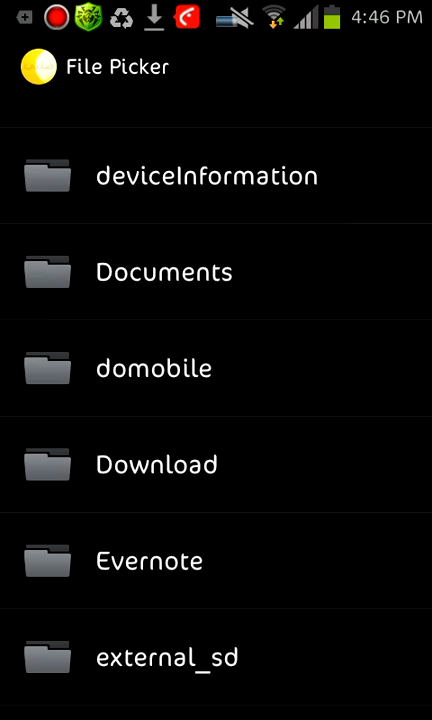 4:46 PM
File Picker
deviceInformation
Documents
domobile
Download
Evernote
external_sd